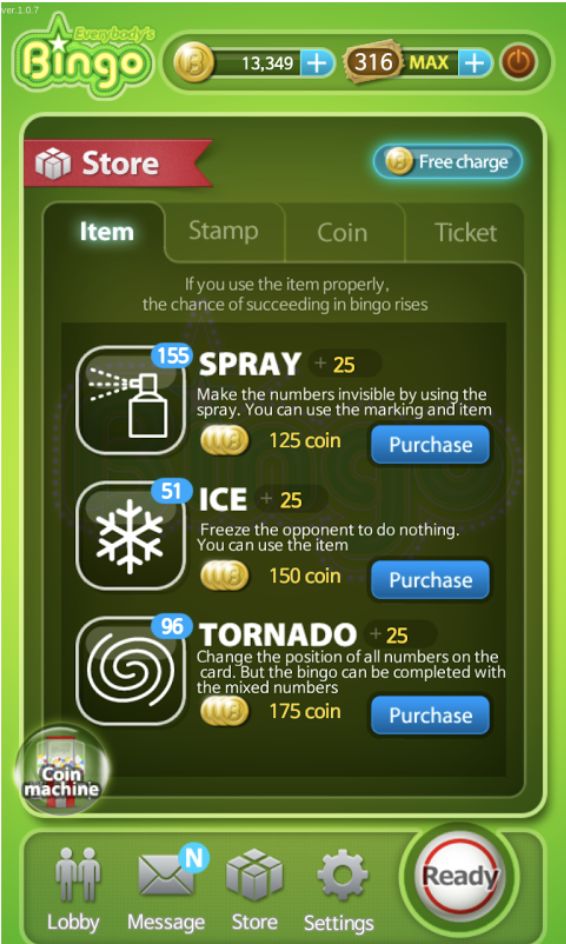 ver.1.0.7
Everybody's
Bingo
13,349 +
316 MAX +
Store
Free charge
Item Stamp Coin Ticket
If you use the item properly,
the chance of succeeding in bingo rises
155
SPRAY + 25
Make the numbers invisible by using the
spray. You can use the marking and item
125 coin Purchase
51
ICE + 25
Freeze the opponent to do nothing.
You can use the item
150 coin Purchase
96
TORNADO + 25
Change the position of all numbers on the
card. But the bingo can be completed with
the mixed numbers
175 coin Purchase
Coin
machine
N
Ready
Lobby Message Store Settings